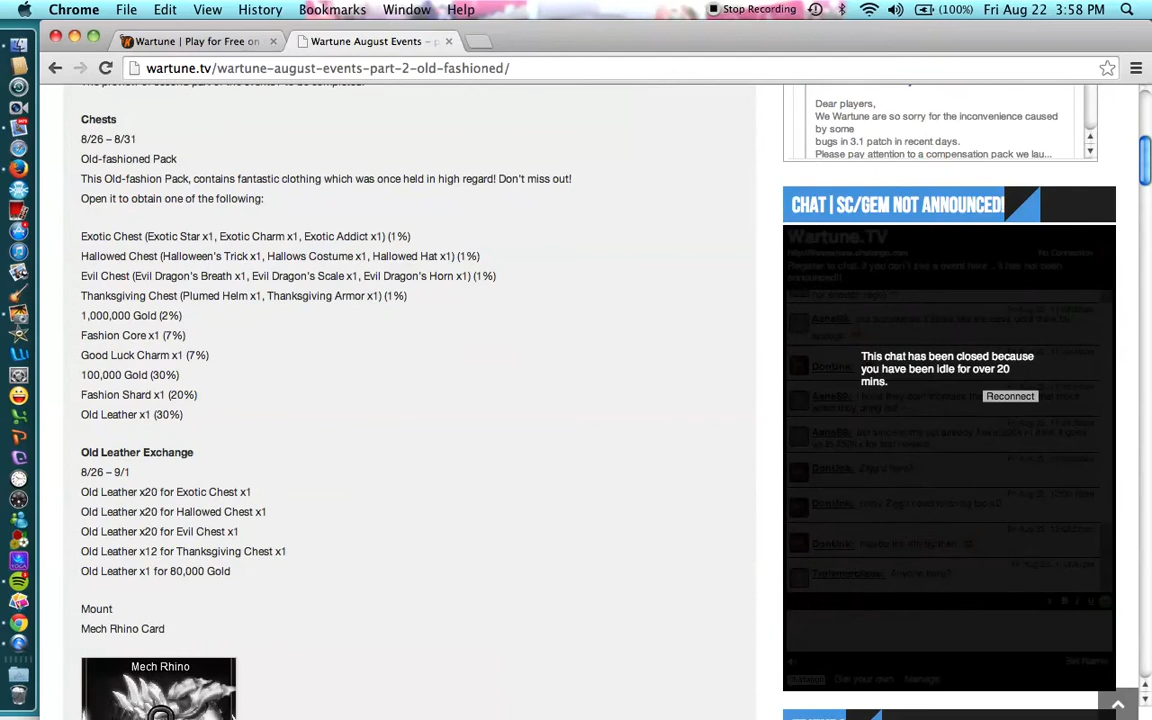 Chrome File Edit View History Bookmarks Window Help Stop Recording (100%) Fri Aug 22 3:58 PM
Wartune | Play for Free on
Wartune August Events – p
wartune.tv/wartune-august-events-part-2-old-fashioned/
Chests
8/26 – 8/31
Old-fashioned Pack
This Old-fashion Pack, contains fantastic clothing which was once held in high regard! Don't miss out!
Open it to obtain one of the following:
Exotic Chest (Exotic Star x1, Exotic Charm x1, Exotic Addict x1) (1%)
Hallowed Chest (Halloween's Trick x1, Hallows Costume x1, Hallowed Hat x1) (1%)
Evil Chest (Evil Dragon's Breath x1, Evil Dragon's Scale x1, Evil Dragon's Horn x1) (1%)
Thanksgiving Chest (Plumed Helm x1, Thanksgiving Armor x1) (1%)
1,000,000 Gold (2%)
Fashion Core x1 (7%)
Good Luck Charm x1 (7%)
100,000 Gold (30%)
Fashion Shard x1 (20%)
Old Leather x1 (30%)
Old Leather Exchange
8/26 – 9/1
Old Leather x20 for Exotic Chest x1
Old Leather x20 for Hallowed Chest x1
Old Leather x20 for Evil Chest x1
Old Leather x12 for Thanksgiving Chest x1
Old Leather x1 for 80,000 Gold
Mount
Mech Rhino Card
Mech Rhino
Dear players,
We Wartune are so sorry for the inconvenience caused
by some
bugs in 3.1 patch in recent days.
Please pay attention to a compensation pack we lau...
CHAT | SC/GEM NOT ANNOUNCED!
Wartune.TV
No Connection
This chat has been closed because
you have been idle for over 20
mins.
Reconnect